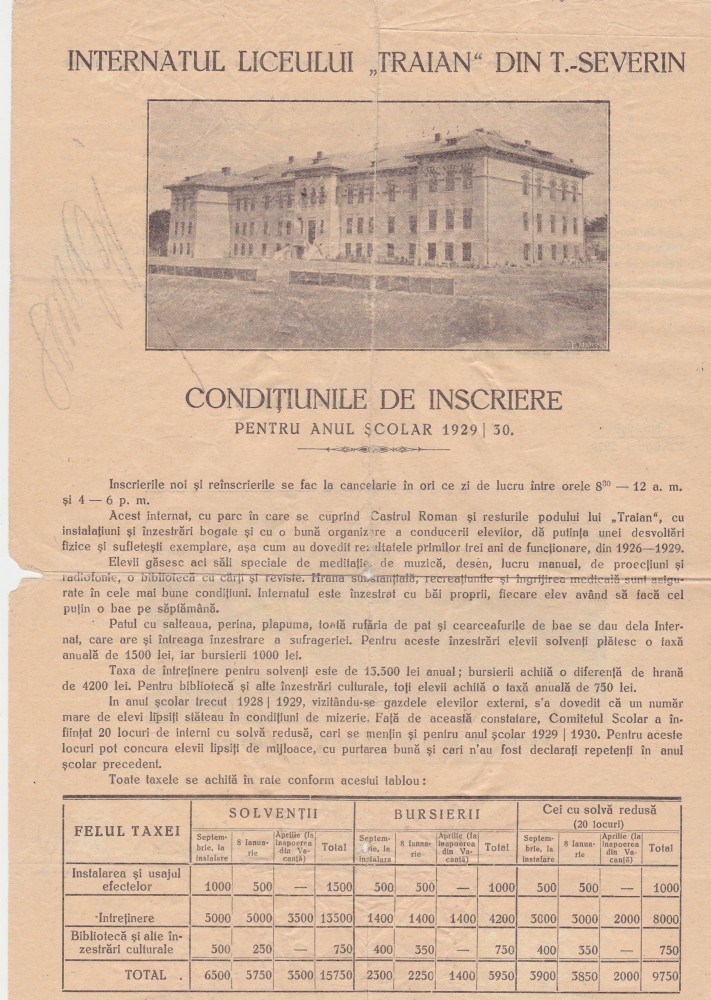 INTERNATUL LICEULUI „TRAIAN“ DIN T.-SEVERIN
CONDIȚIUNILE DE INSCRIERE
PENTRU ANUL ȘCOLAR 1929 | 30.
Inscrierile noi și reînscrierile se fac la cancelarie în ori ce zi de lucru între orele 8³⁰ — 12 a. m.
și 4 — 6 p. m.
Acest internat, cu parc în care se cuprind Castrul Roman și resturile podului lui „Traian“, cu
instalațiuni și înzestrări bogate și cu o bună organizare a conducerii elevilor, dă putința unei desvoltări
fizice și sufletești exemplare, așa cum au dovedit rezultatele primilor trei ani de funcționare, din 1926—1929.
Elevii găsesc aci săli speciale de meditație, de muzică, desen, lucru manual, de proecțiuni și
radiofonie, o bibliotecă cu cărți și reviste. Hrana substanțială, recreațiunile și îngrijirea medicală sunt asigu-
rate în cele mai bune condițiuni. Internatul este înzestrat cu băi proprii, fiecare elev având să facă cel
puțin o bae pe săptămână.
Patul cu salteaua, perina, plapuma, toată rufăria de pat și cearceafurile de bae se dau dela Inter-
nat, care are și întreaga înzestrare a sufrageriei. Pentru aceste înzestrări elevii solvenți plătesc o taxă
anuală de 1500 lei, iar bursierii 1000 lei.
Taxa de întreținere pentru solvenți este de 13.500 lei anual; bursierii achită o diferență de hrană
de 4200 lei. Pentru bibliotecă și alte înzestrări culturale, toți elevii achită o taxă anuală de 750 lei.
In anul școlar trecut 1928 | 1929, vizitându-se gazdele elevilor externi, s'a dovedit că un număr
mare de elevi lipsiți stăteau în condițiuni de mizerie. Față de această constatare, Comitetul Scolar a în-
ființat 20 locuri de interni cu solvă redusă, cari se mențin și pentru anul școlar 1929 | 1930. Pentru aceste
locuri pot concura elevii lipsiți de mijloace, cu purtarea bună și cari n'au fost declarați repetenți în anul
școlar precedent.
Toate taxele se achită în rate conform acestui tablou:
FELUL TAXEI SOLVENȚII BURSIERII Cei cu solvă redusă (20 locuri)
Septem-brie, la instalare 8 Ianua-rie Aprilie (la inapoerea din Va-canță) Total Septem-brie, la instalare 8 Ianua-rie Aprilie (la inapoerea din Va-canță) Total Septem-brie, la instalare 8 Ianua-rie Aprilie (la inapoerea din Va-canță) Total
Instalarea și usajul efectelor 1000 500 — 1500 500 500 — 1000 500 500 — 1000
Intreținere 5000 5000 3500 13500 1400 1400 1400 4200 3000 3000 2000 8000
Bibliotecă și alte în-zestrări culturale 500 250 — 750 400 350 — 750 400 350 — 750
TOTAL . 6500 5750 3500 15750 2300 2250 1400 5950 3900 3850 2000 9750